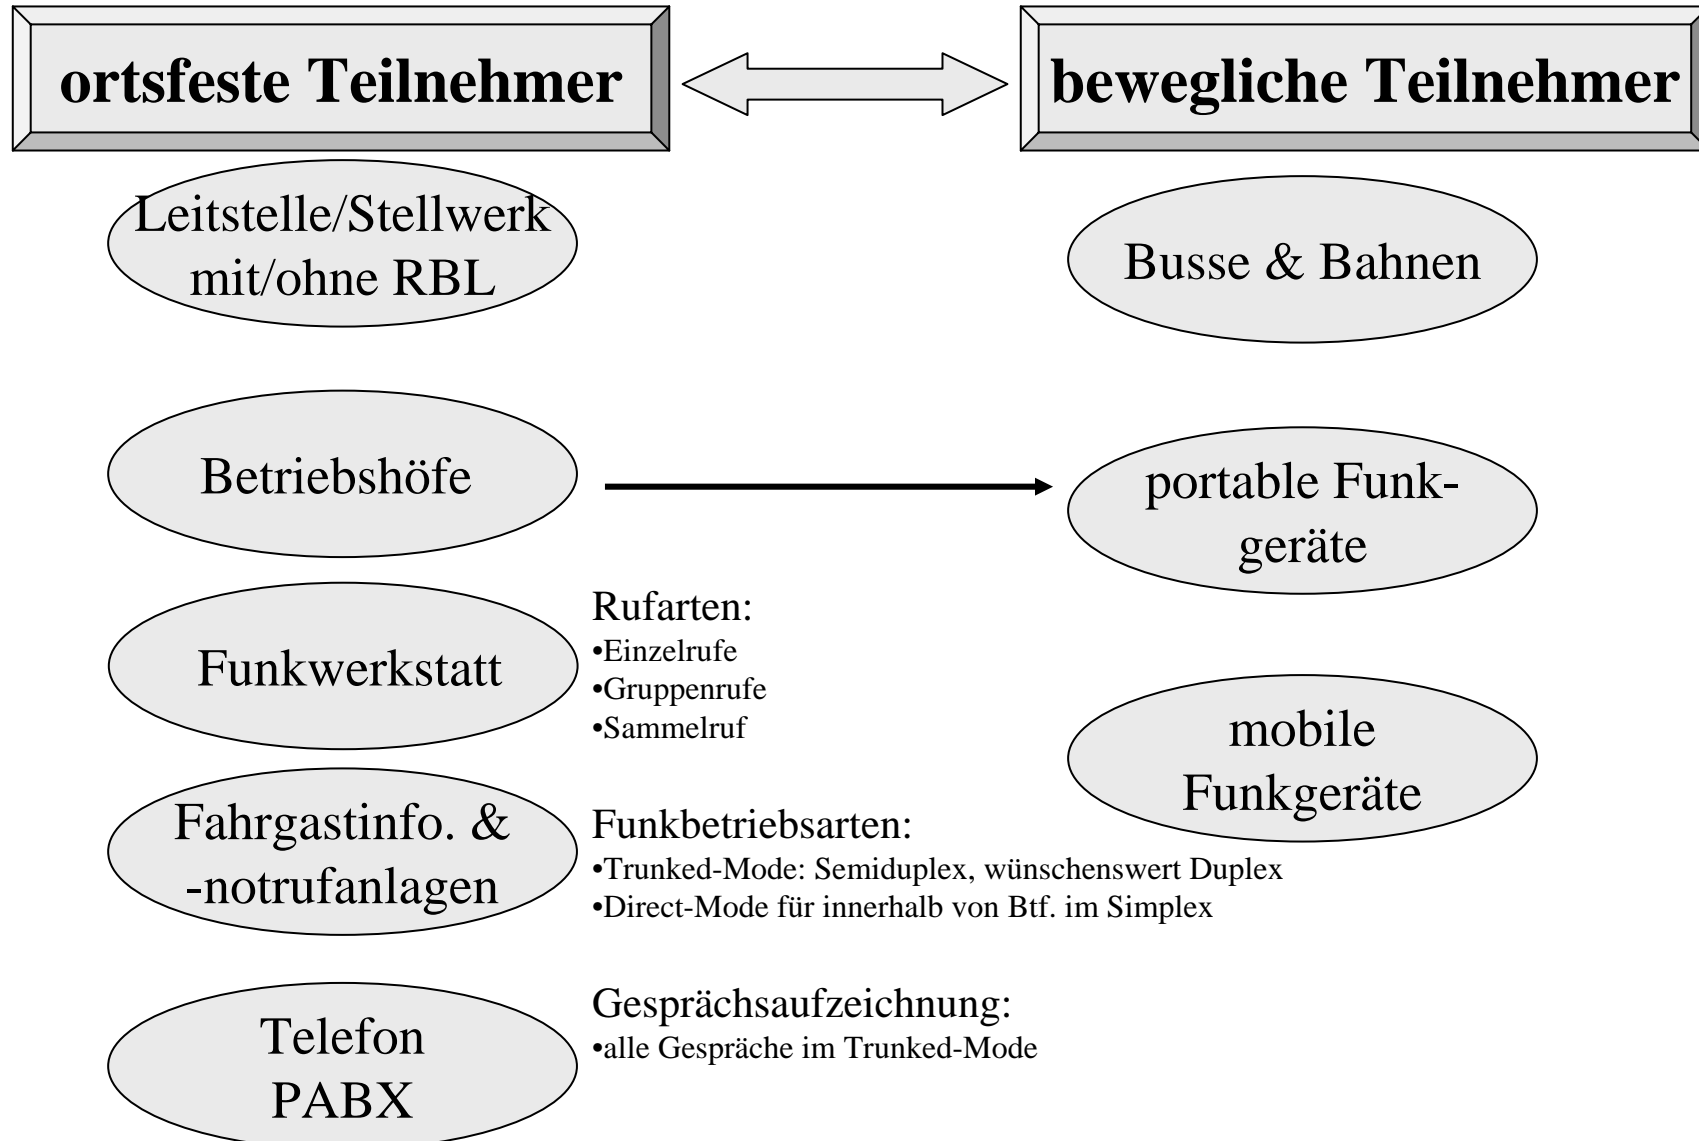 ortsfeste Teilnehmer
bewegliche Teilnehmer
Leitstelle/Stellwerk
mit/ohne RBL
Busse & Bahnen
Betriebshöfe
portable Funk-
geräte
Funkwerkstatt
Rufarten:
•Einzelrufe
•Gruppenrufe
•Sammelruf
mobile
Funkgeräte
Fahrgastinfo. &
-notrufanlagen
Funkbetriebsarten:
•Trunked-Mode: Semiduplex, wünschenswert Duplex
•Direct-Mode für innerhalb von Btf. im Simplex
Telefon
PABX
Gesprächsaufzeichnung:
•alle Gespräche im Trunked-Mode